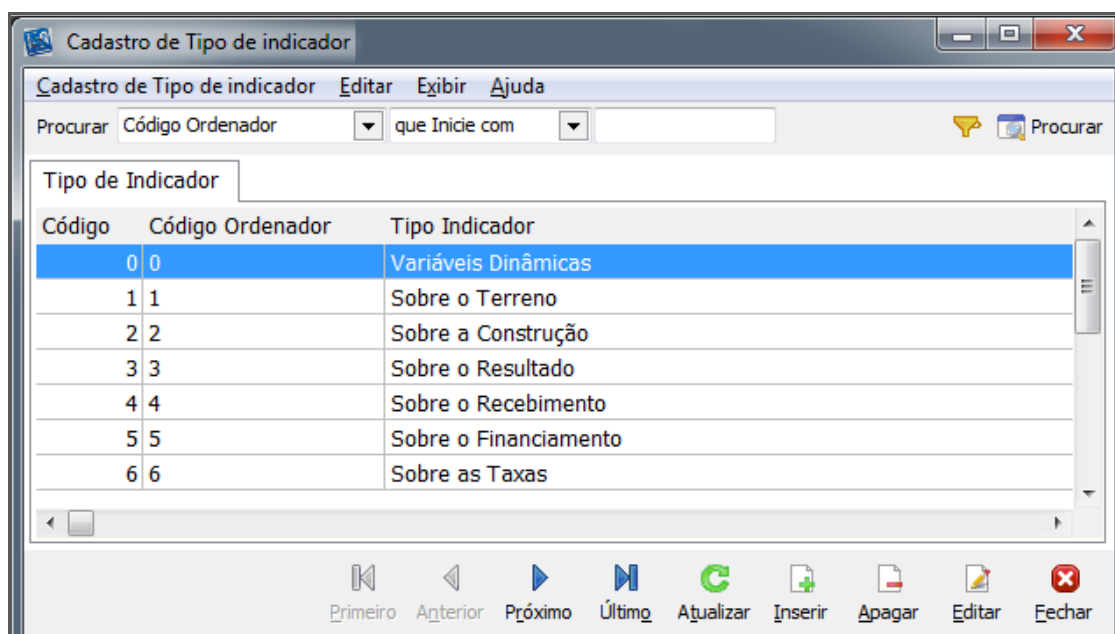 Cadastro de Tipo de indicador
Cadastro de Tipo de indicador Editar Exibir Ajuda
Procurar Código Ordenador que Inicie com Procurar
Tipo de Indicador
Código Código Ordenador Tipo Indicador
0 0 Variáveis Dinâmicas
1 1 Sobre o Terreno
2 2 Sobre a Construção
3 3 Sobre o Resultado
4 4 Sobre o Recebimento
5 5 Sobre o Financiamento
6 6 Sobre as Taxas
Primeiro Anterior Próximo Último Atualizar Inserir Apagar Editar Fechar